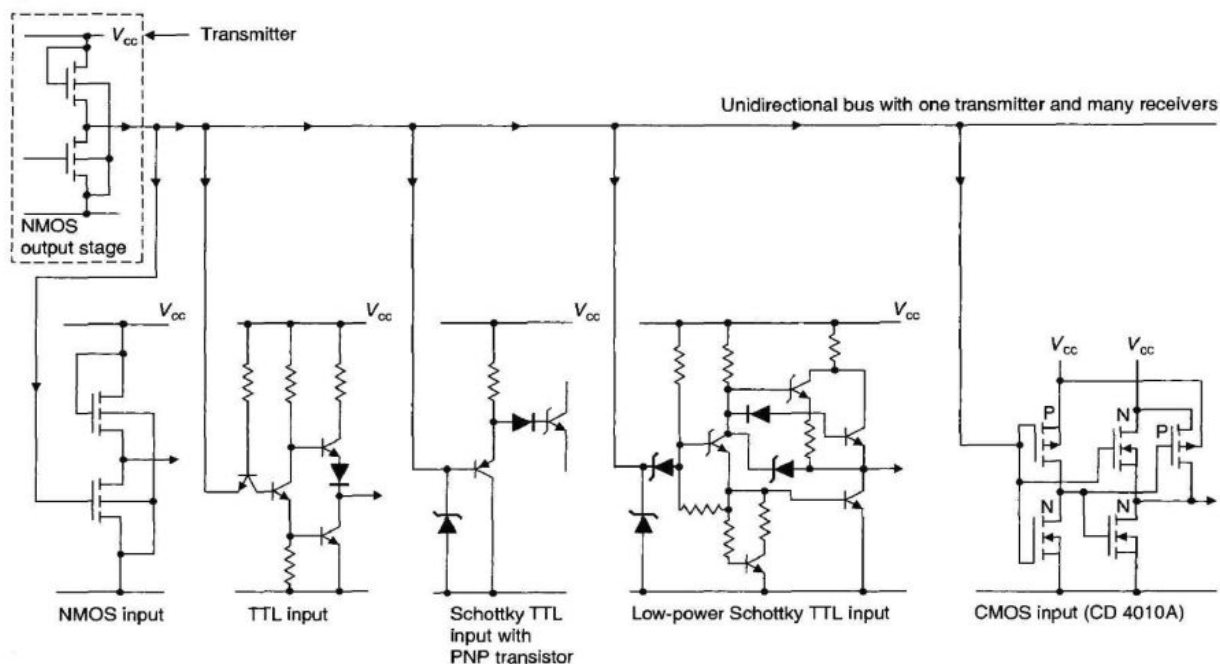 Vcc
Transmitter
Unidirectional bus with one transmitter and many receivers
NMOS
output stage
Vcc
Vcc
Vcc
Vcc
Vcc
Vcc
P
N
P
N
N
NMOS input
TTL input
Schottky TTL
input with
PNP transistor
Low-power Schottky TTL input
CMOS input (CD 4010A)